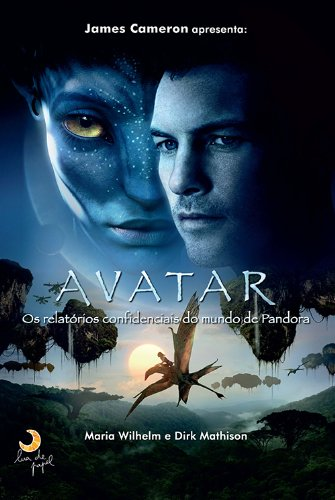 James Cameron apresenta:
AVATAR
Os relatórios confidenciais do mundo de Pandora
Maria Wilhelm e Dirk Mathison
lua de
papel